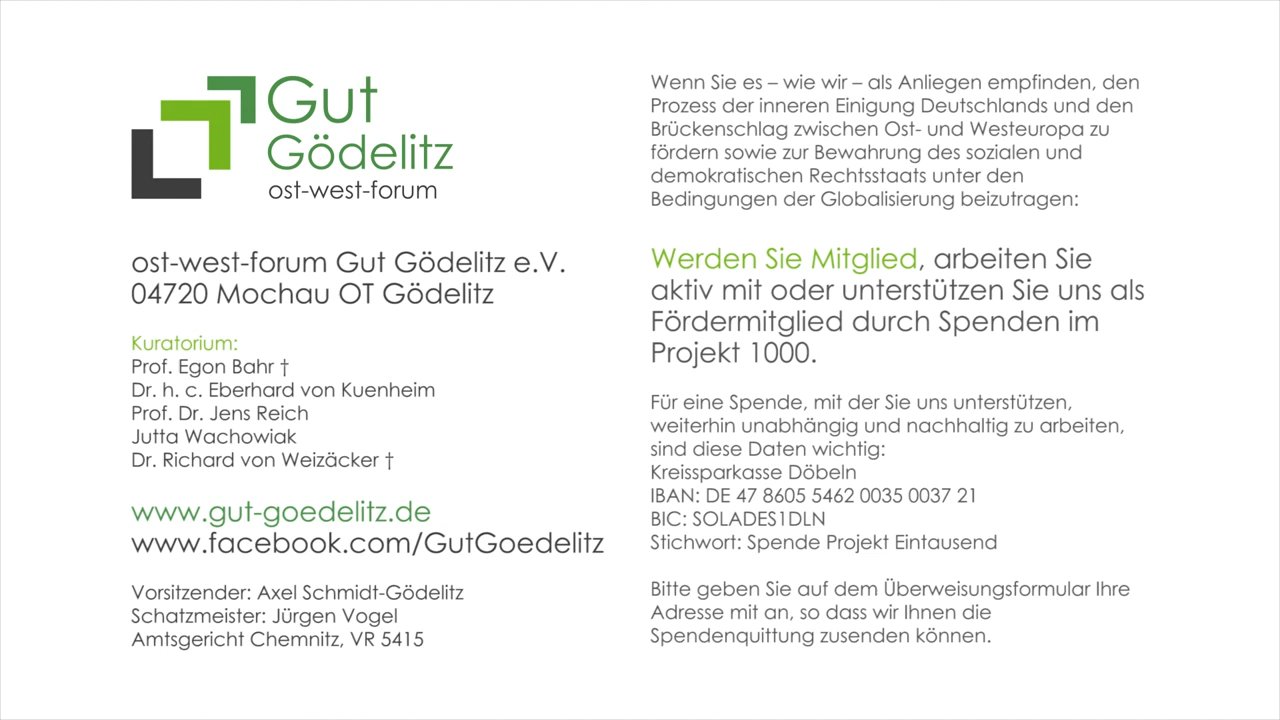 Gut
Gödelitz
ost-west-forum
ost-west-forum Gut Gödelitz e.V.
04720 Mochau OT Gödelitz
Kuratorium:
Prof. Egon Bahr †
Dr. h. c. Eberhard von Kuenheim
Prof. Dr. Jens Reich
Jutta Wachowiak
Dr. Richard von Weizäcker †
www.gut-goedelitz.de
www.facebook.com/GutGoedelitz
Vorsitzender: Axel Schmidt-Gödelitz
Schatzmeister: Jürgen Vogel
Amtsgericht Chemnitz, VR 5415
Wenn Sie es – wie wir – als Anliegen empfinden, den
Prozess der inneren Einigung Deutschlands und den
Brückenschlag zwischen Ost- und Westeuropa zu
fördern sowie zur Bewahrung des sozialen und
demokratischen Rechtsstaats unter den
Bedingungen der Globalisierung beizutragen:
Werden Sie Mitglied, arbeiten Sie
aktiv mit oder unterstützen Sie uns als
Fördermitglied durch Spenden im
Projekt 1000.
Für eine Spende, mit der Sie uns unterstützen,
weiterhin unabhängig und nachhaltig zu arbeiten,
sind diese Daten wichtig:
Kreissparkasse Döbeln
IBAN: DE 47 8605 5462 0035 0037 21
BIC: SOLADES1DLN
Stichwort: Spende Projekt Eintausend
Bitte geben Sie auf dem Überweisungsformular Ihre
Adresse mit an, so dass wir Ihnen die
Spendenquittung zusenden können.